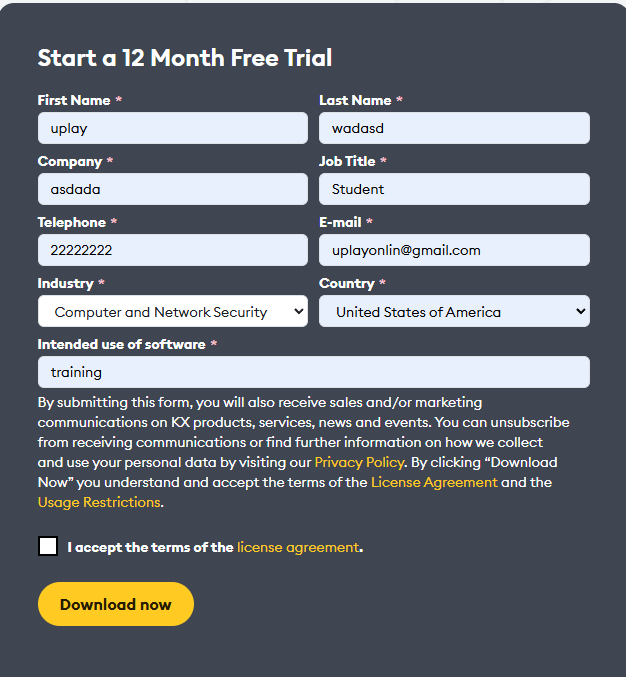 Start a 12 Month Free Trial
First Name * Last Name *
uplay wadasd
Company * Job Title *
asdada Student
Telephone * E-mail *
22222222 uplayonlin@gmail.com
Industry * Country *
Computer and Network Security United States of America
Intended use of software *
training
By submitting this form, you will also receive sales and/or marketing
communications on KX products, services, news and events. You can unsubscribe
from receiving communications or find further information on how we collect
and use your personal data by visiting our Privacy Policy. By clicking “Download
Now” you understand and accept the terms of the License Agreement and the
Usage Restrictions.
I accept the terms of the license agreement.
Download now